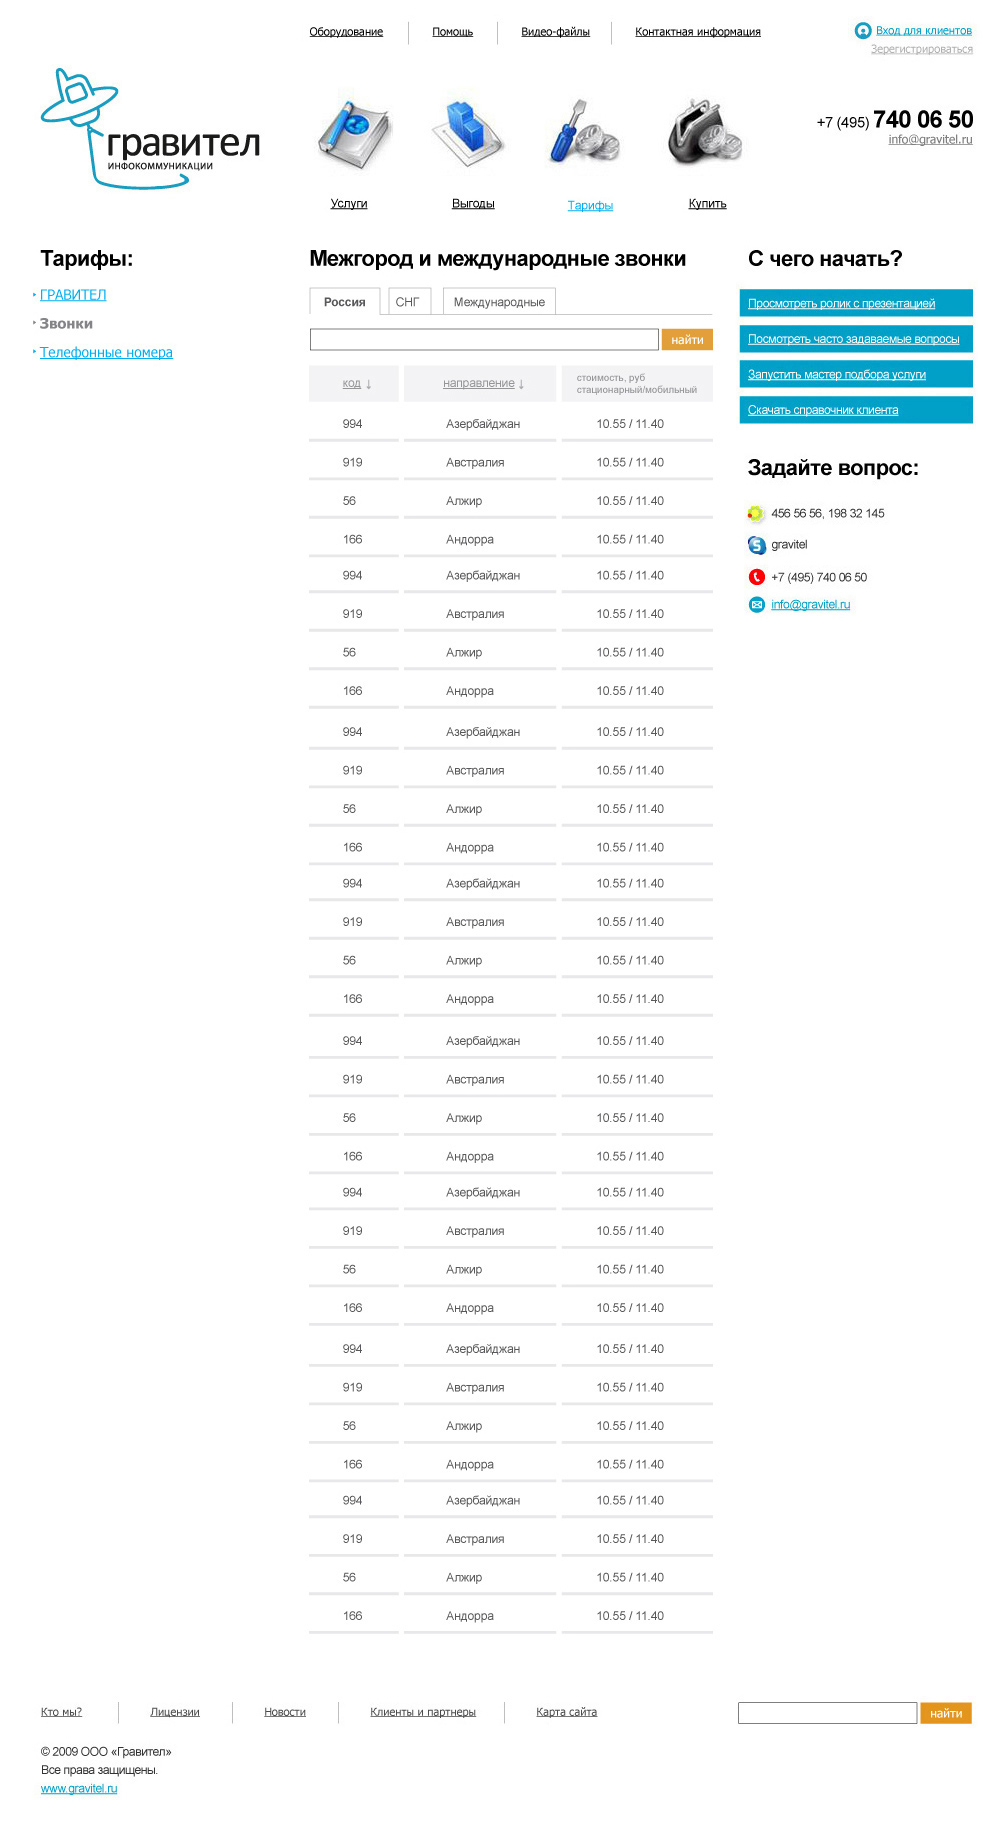 Оборудование
Помощь
Видео-файлы
Контактная информация
Вход для клиентов
Зерегистрироваться
гравител
ИНФОКОММУНИКАЦИИ
+7 (495) 740 06 50
info@gravitel.ru
Услуги
Выгоды
Тарифы
Купить
Тарифы:
ГРАВИТЕЛ
Звонки
Телефонные номера
Межгород и международные звонки
Россия
СНГ
Международные
найти
код ↓ направление ↓ стоимость, руб
стационарный/мобильный
994 Азербайджан 10.55 / 11.40
919 Австралия 10.55 / 11.40
56 Алжир 10.55 / 11.40
166 Андорра 10.55 / 11.40
994 Азербайджан 10.55 / 11.40
919 Австралия 10.55 / 11.40
56 Алжир 10.55 / 11.40
166 Андорра 10.55 / 11.40
994 Азербайджан 10.55 / 11.40
919 Австралия 10.55 / 11.40
56 Алжир 10.55 / 11.40
166 Андорра 10.55 / 11.40
994 Азербайджан 10.55 / 11.40
919 Австралия 10.55 / 11.40
56 Алжир 10.55 / 11.40
166 Андорра 10.55 / 11.40
994 Азербайджан 10.55 / 11.40
919 Австралия 10.55 / 11.40
56 Алжир 10.55 / 11.40
166 Андорра 10.55 / 11.40
994 Азербайджан 10.55 / 11.40
919 Австралия 10.55 / 11.40
56 Алжир 10.55 / 11.40
166 Андорра 10.55 / 11.40
994 Азербайджан 10.55 / 11.40
919 Австралия 10.55 / 11.40
56 Алжир 10.55 / 11.40
166 Андорра 10.55 / 11.40
994 Азербайджан 10.55 / 11.40
919 Австралия 10.55 / 11.40
56 Алжир 10.55 / 11.40
166 Андорра 10.55 / 11.40
С чего начать?
Просмотреть ролик с презентацией
Посмотреть часто задаваемые вопросы
Запустить мастер подбора услуги
Скачать справочник клиента
Задайте вопрос:
456 56 56, 198 32 145
gravitel
+7 (495) 740 06 50
info@gravitel.ru
Кто мы?
Лицензии
Новости
Клиенты и партнеры
Карта сайта
найти
© 2009 ООО «Гравител»
Все права защищены.
www.gravitel.ru